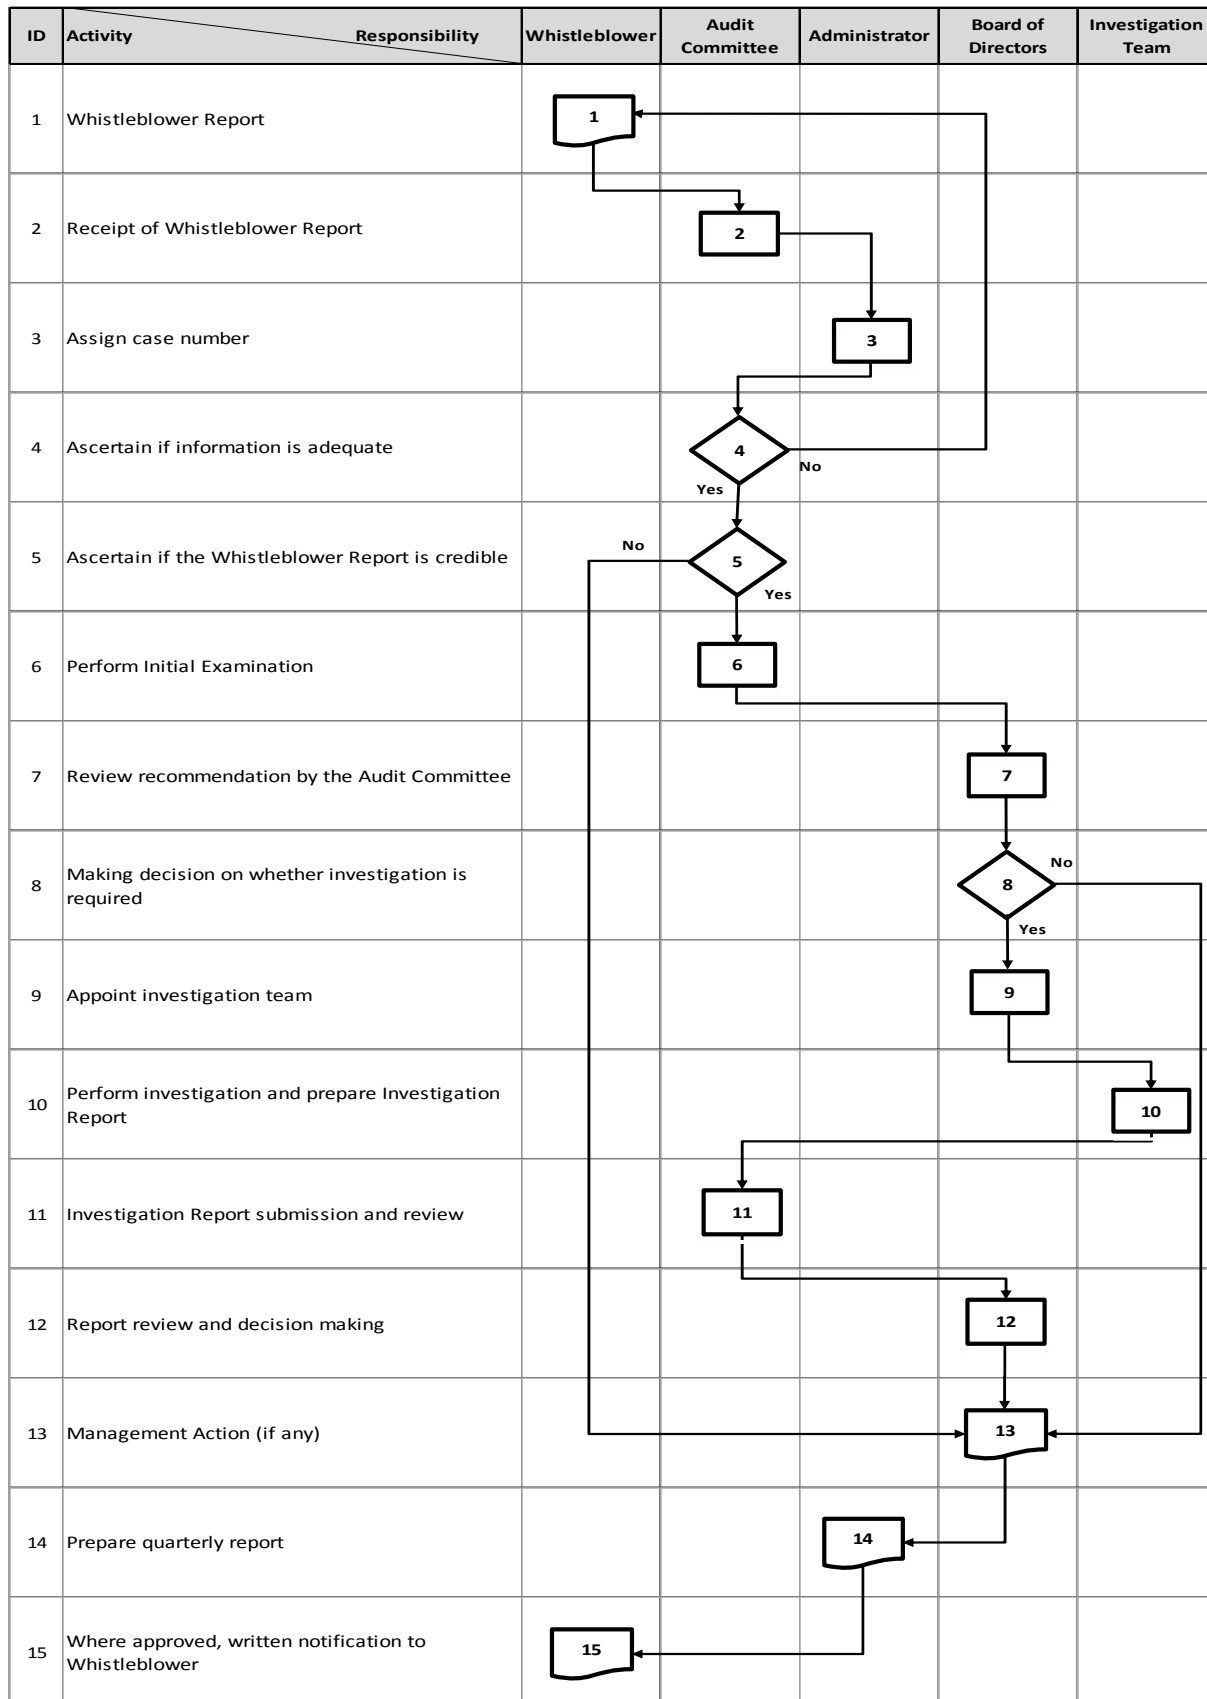 ID
Activity
Responsibility
Whistleblower
Audit
Committee
Administrator
Board of
Directors
Investigation
Team
1
Whistleblower Report
1
2
Receipt of Whistleblower Report
2
3
Assign case number
3
4
Ascertain if information is adequate
4
No
Yes
5
Ascertain if the Whistleblower Report is credible
No
5
Yes
6
Perform Initial Examination
6
7
Review recommendation by the Audit Committee
7
8
Making decision on whether investigation is
required
8
No
Yes
9
Appoint investigation team
9
10
Perform investigation and prepare Investigation
Report
10
11
Investigation Report submission and review
11
12
Report review and decision making
12
13
Management Action (if any)
13
14
Prepare quarterly report
14
15
Where approved, written notification to
Whistleblower
15